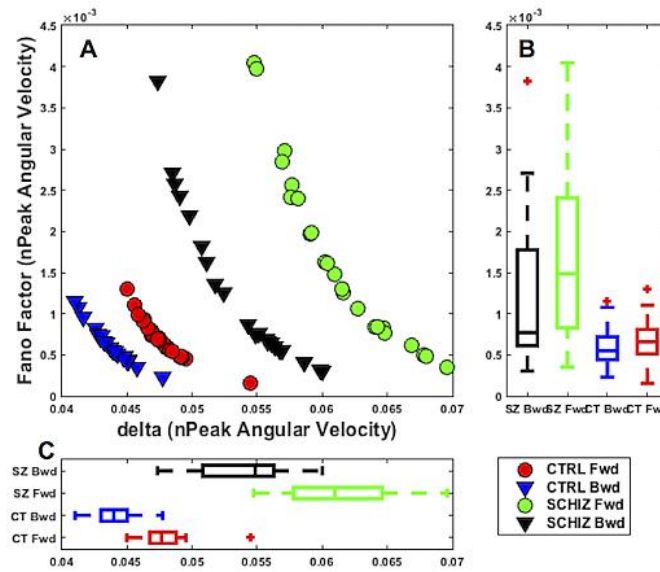 ×10⁻³
×10⁻³
A
B
4.5
4
3.5
3
2.5
2
1.5
1
0.5
0
Fano Factor (nPeak Angular Velocity)
0.04
0.045
0.05
0.055
0.06
0.065
0.07
delta (nPeak Angular Velocity)
4.5
4
3.5
3
2.5
2
1.5
1
0.5
0
SZ Bwd
SZ Fwd
CT Bwd
CT Fwd
C
SZ Bwd
SZ Fwd
CT Bwd
CT Fwd
0.04
0.045
0.05
0.055
0.06
0.065
0.07
CTRL Fwd
CTRL Bwd
SCHIZ Fwd
SCHIZ Bwd